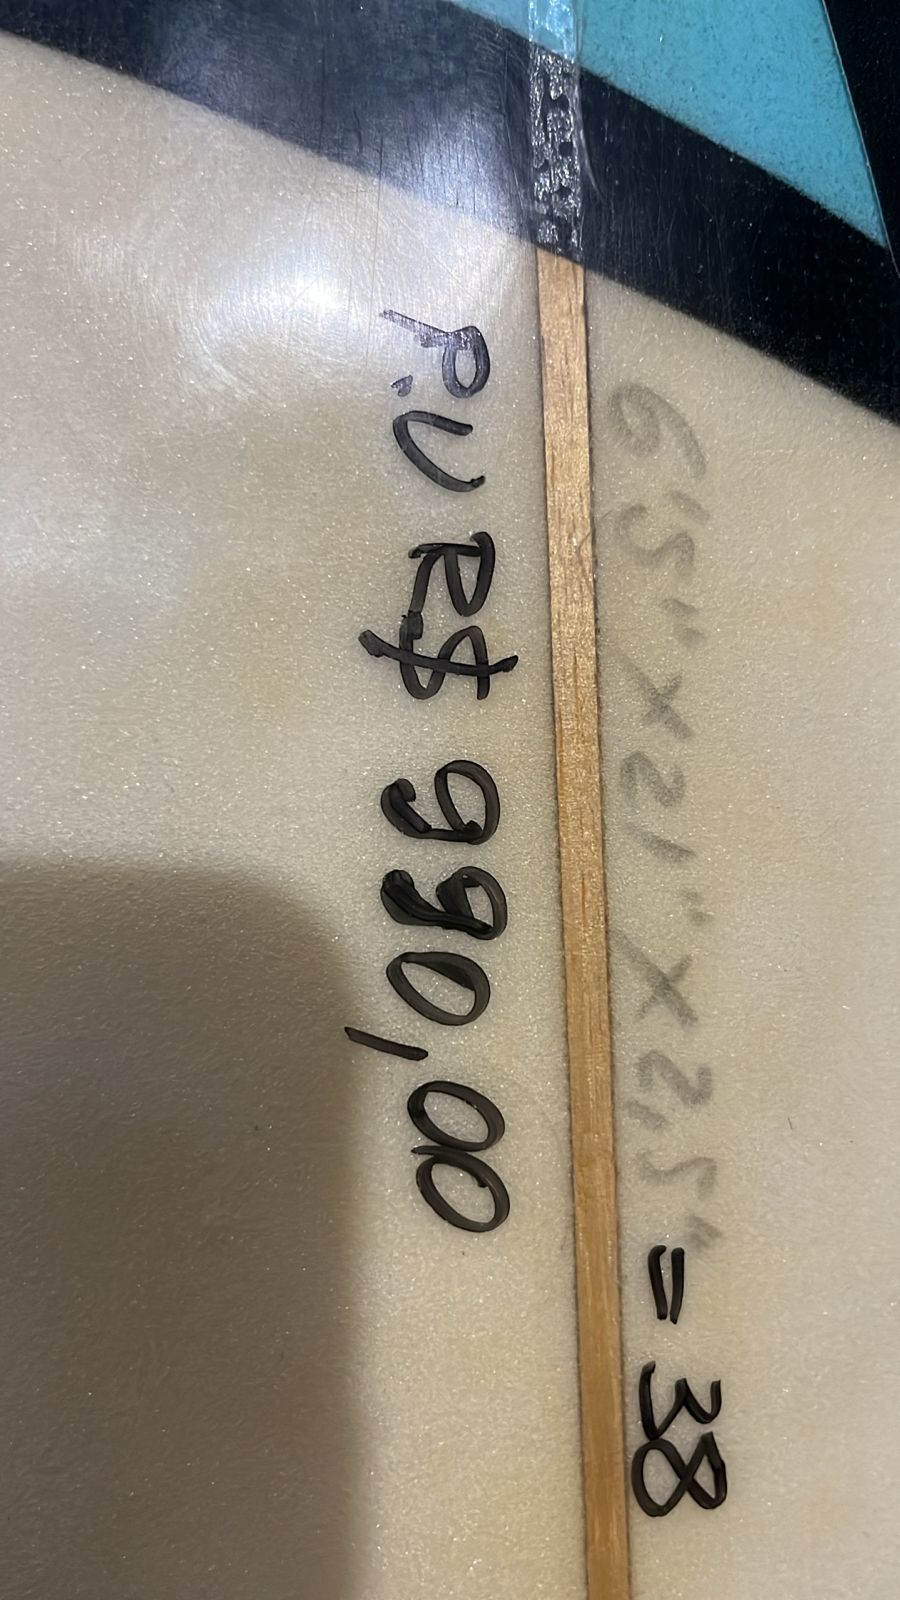 6'5" X 21" X 2.5" = 38
P.U R$ 990,00